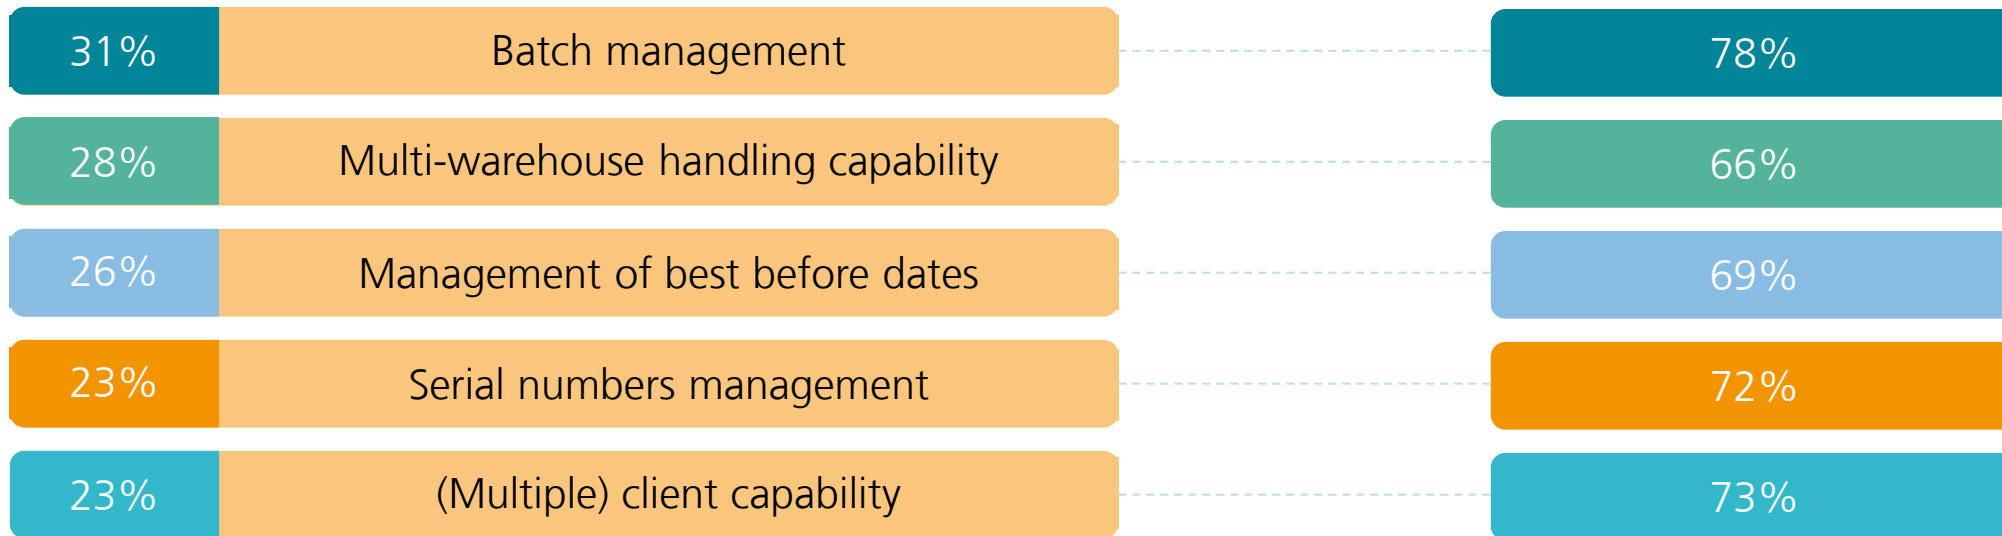 31% Batch management 78%
28% Multi-warehouse handling capability 66%
26% Management of best before dates 69%
23% Serial numbers management 72%
23% (Multiple) client capability 73%